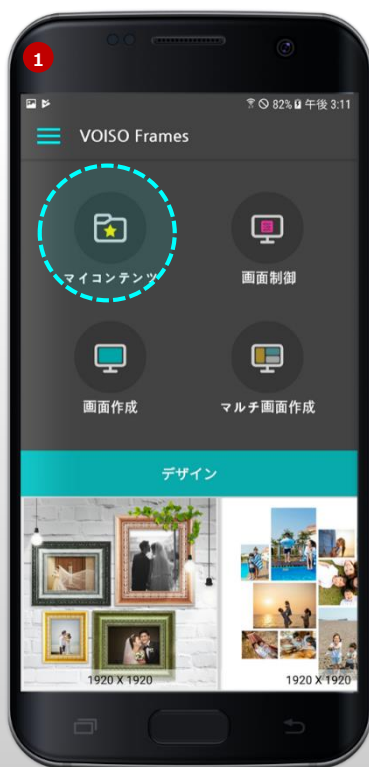 1
82% 午後 3:11
VOISO Frames
マイコンテンツ
画面制御
画面作成
マルチ画面作成
デザイン
1920 X 1920
1920 X 1920